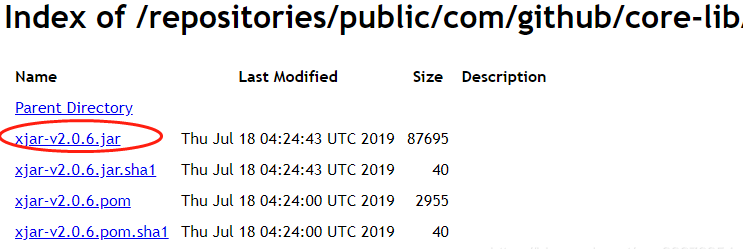 Index of /repositories/public/com/github/core-lib/
Name Last Modified Size Description
Parent Directory
xjar-v2.0.6.jar Thu Jul 18 04:24:43 UTC 2019 87695
xjar-v2.0.6.jar.sha1 Thu Jul 18 04:24:43 UTC 2019 40
xjar-v2.0.6.pom Thu Jul 18 04:24:00 UTC 2019 2955
xjar-v2.0.6.pom.sha1 Thu Jul 18 04:24:00 UTC 2019 40